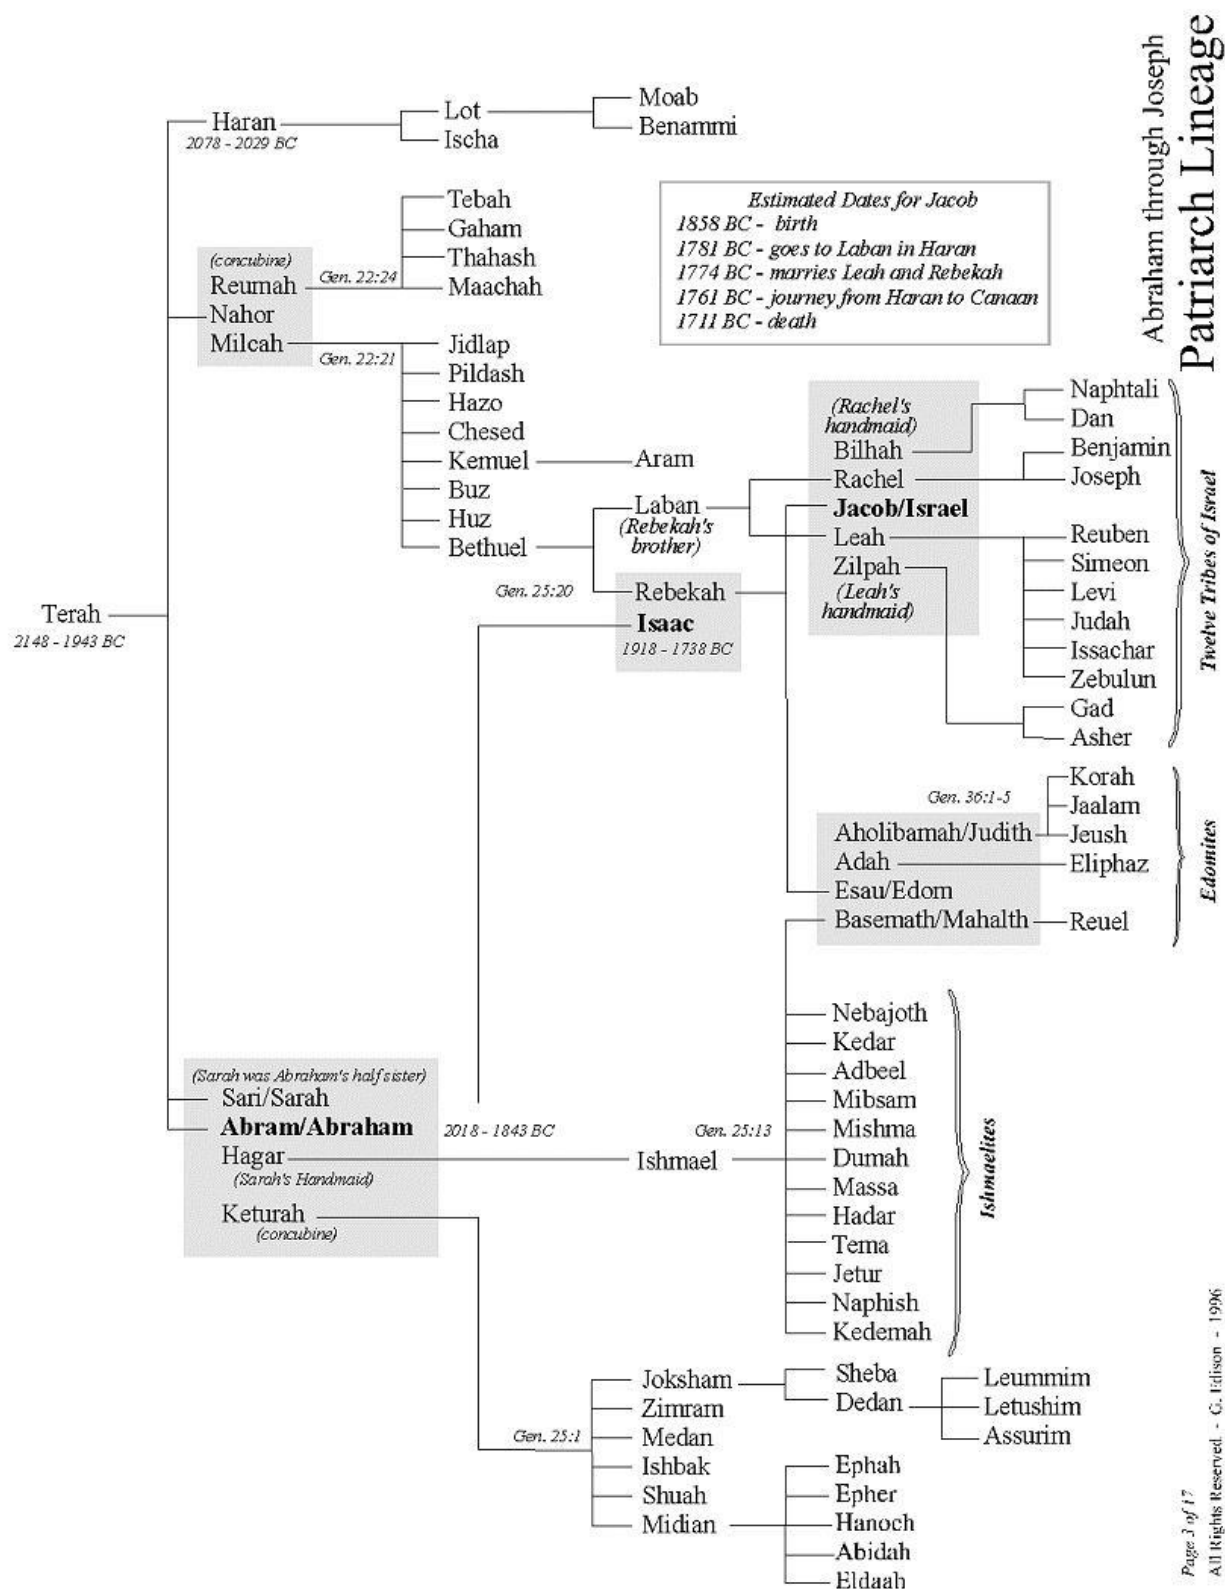 Abraham through Joseph
Patriarch Lineage
Haran
2078 - 2029 BC
Lot
Ischa
Moab
Benammi
Estimated Dates for Jacob
1858 BC - birth
1781 BC - goes to Laban in Haran
1774 BC - marries Leah and Rebekah
1761 BC - journey from Haran to Canaan
1711 BC - death
(concubine)
Reumah
Nahor
Milcah
Gen. 22:24
Tebah
Gaham
Thahash
Maachah
Gen. 22:21
Jidlap
Pildash
Hazo
Chesed
Kemuel
Buz
Huz
Bethuel
Aram
Laban
(Rebekah's
brother)
Gen. 25:20
Rebekah
Isaac
1918 - 1738 BC
(Rachel's
handmaid)
Bilhah
Rachel
Jacob/Israel
Leah
Zilpah
(Leah's
handmaid)
Naphtali
Dan
Benjamin
Joseph
Reuben
Simeon
Levi
Judah
Issachar
Zebulun
Gad
Asher
Twelve Tribes of Israel
Terah
2148 - 1943 BC
Gen. 36:1-5
Aholibamah/Judith
Adah
Esau/Edom
Basemath/Mahalth
Korah
Jaalam
Jeush
Eliphaz
Reuel
Edomites
(Sarah was Abraham's half sister)
Sari/Sarah
Abram/Abraham
Hagar
(Sarah's Handmaid)
Keturah
(concubine)
2018 - 1843 BC
Ishmael
Gen. 25:13
Nebajoth
Kedar
Adbeel
Mibsam
Mishma
Dumah
Massa
Hadar
Tema
Jetur
Naphish
Kedemah
Ishmaelites
Gen. 25:1
Joksham
Zimram
Medan
Ishbak
Shuah
Midian
Sheba
Dedan
Leummim
Letushim
Assurim
Ephah
Epher
Hanoch
Abidah
Eldaah
Page 3 of 17
All Rights Reserved - G. Edison - 1996